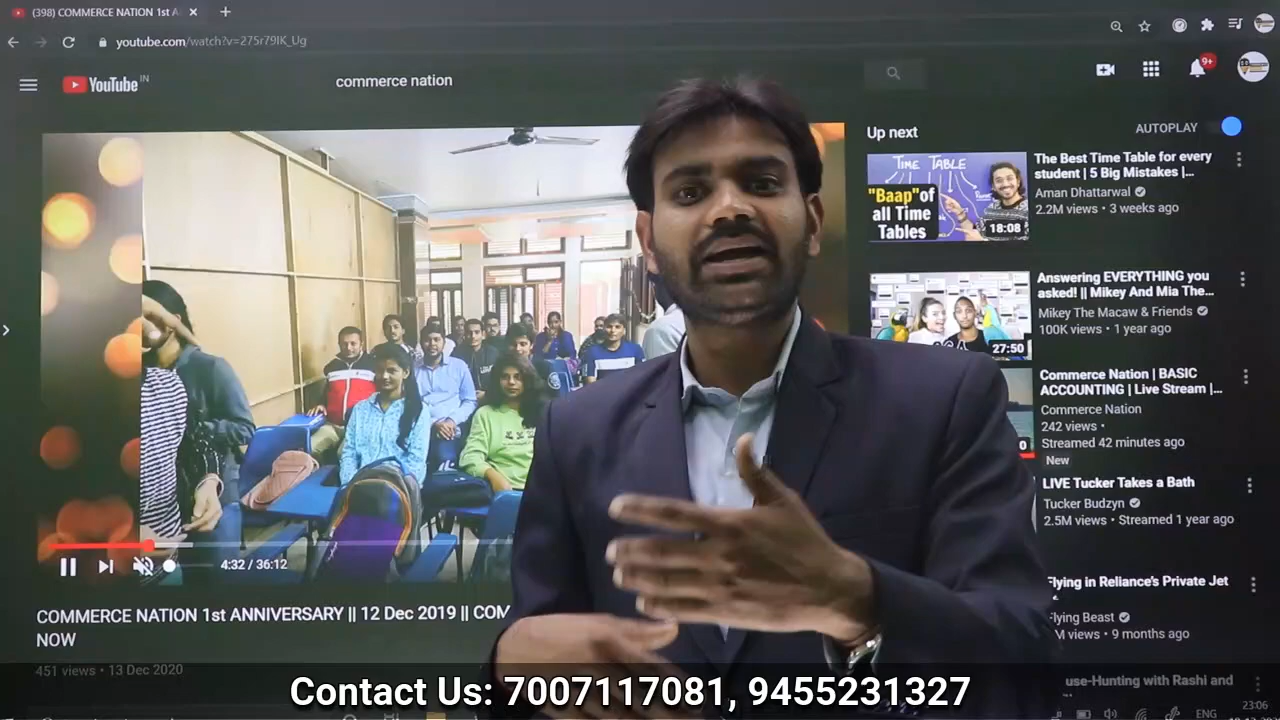 (398) COMMERCE NATION 1st A
youtube.com/watch?v=275r79IK_Ug
YouTube IN
commerce nation
9+
Up next
AUTOPLAY
TIME TABLE
"Baap" of
all Time
Tables
18:08
The Best Time Table for every
student | 5 Big Mistakes |...
Aman Dhattarwal
2.2M views • 3 weeks ago
27:50
Answering EVERYTHING you
asked! || Mikey And Mia The...
Mikey The Macaw & Friends
100K views • 1 year ago
Commerce Nation | BASIC
ACCOUNTING | Live Stream |...
Commerce Nation
242 views •
Streamed 42 minutes ago
New
LIVE Tucker Takes a Bath
Tucker Budzyn
2.5M views • Streamed 1 year ago
Flying in Reliance's Private Jet
Flying Beast
M views • 9 months ago
use-Hunting with Rashi and
4:32 / 36:12
COMMERCE NATION 1st ANNIVERSARY || 12 Dec 2019 || COM
NOW
451 views • 13 Dec 2020
Contact Us: 7007117081, 9455231327
ENG
23:06